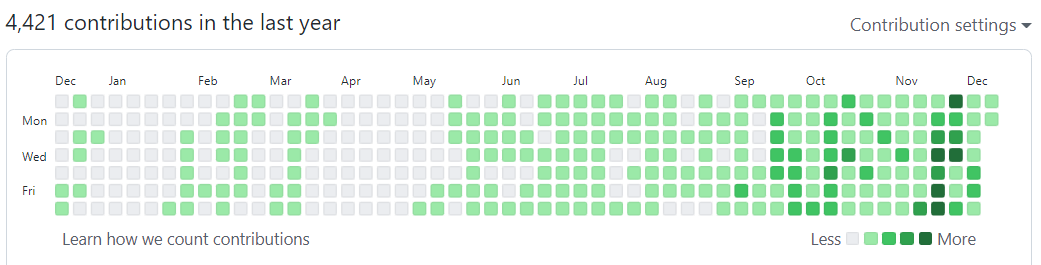 4,421 contributions in the last year
Contribution settings
Dec Jan Feb Mar Apr May Jun Jul Aug Sep Oct Nov Dec
Mon
Wed
Fri
Learn how we count contributions
Less More